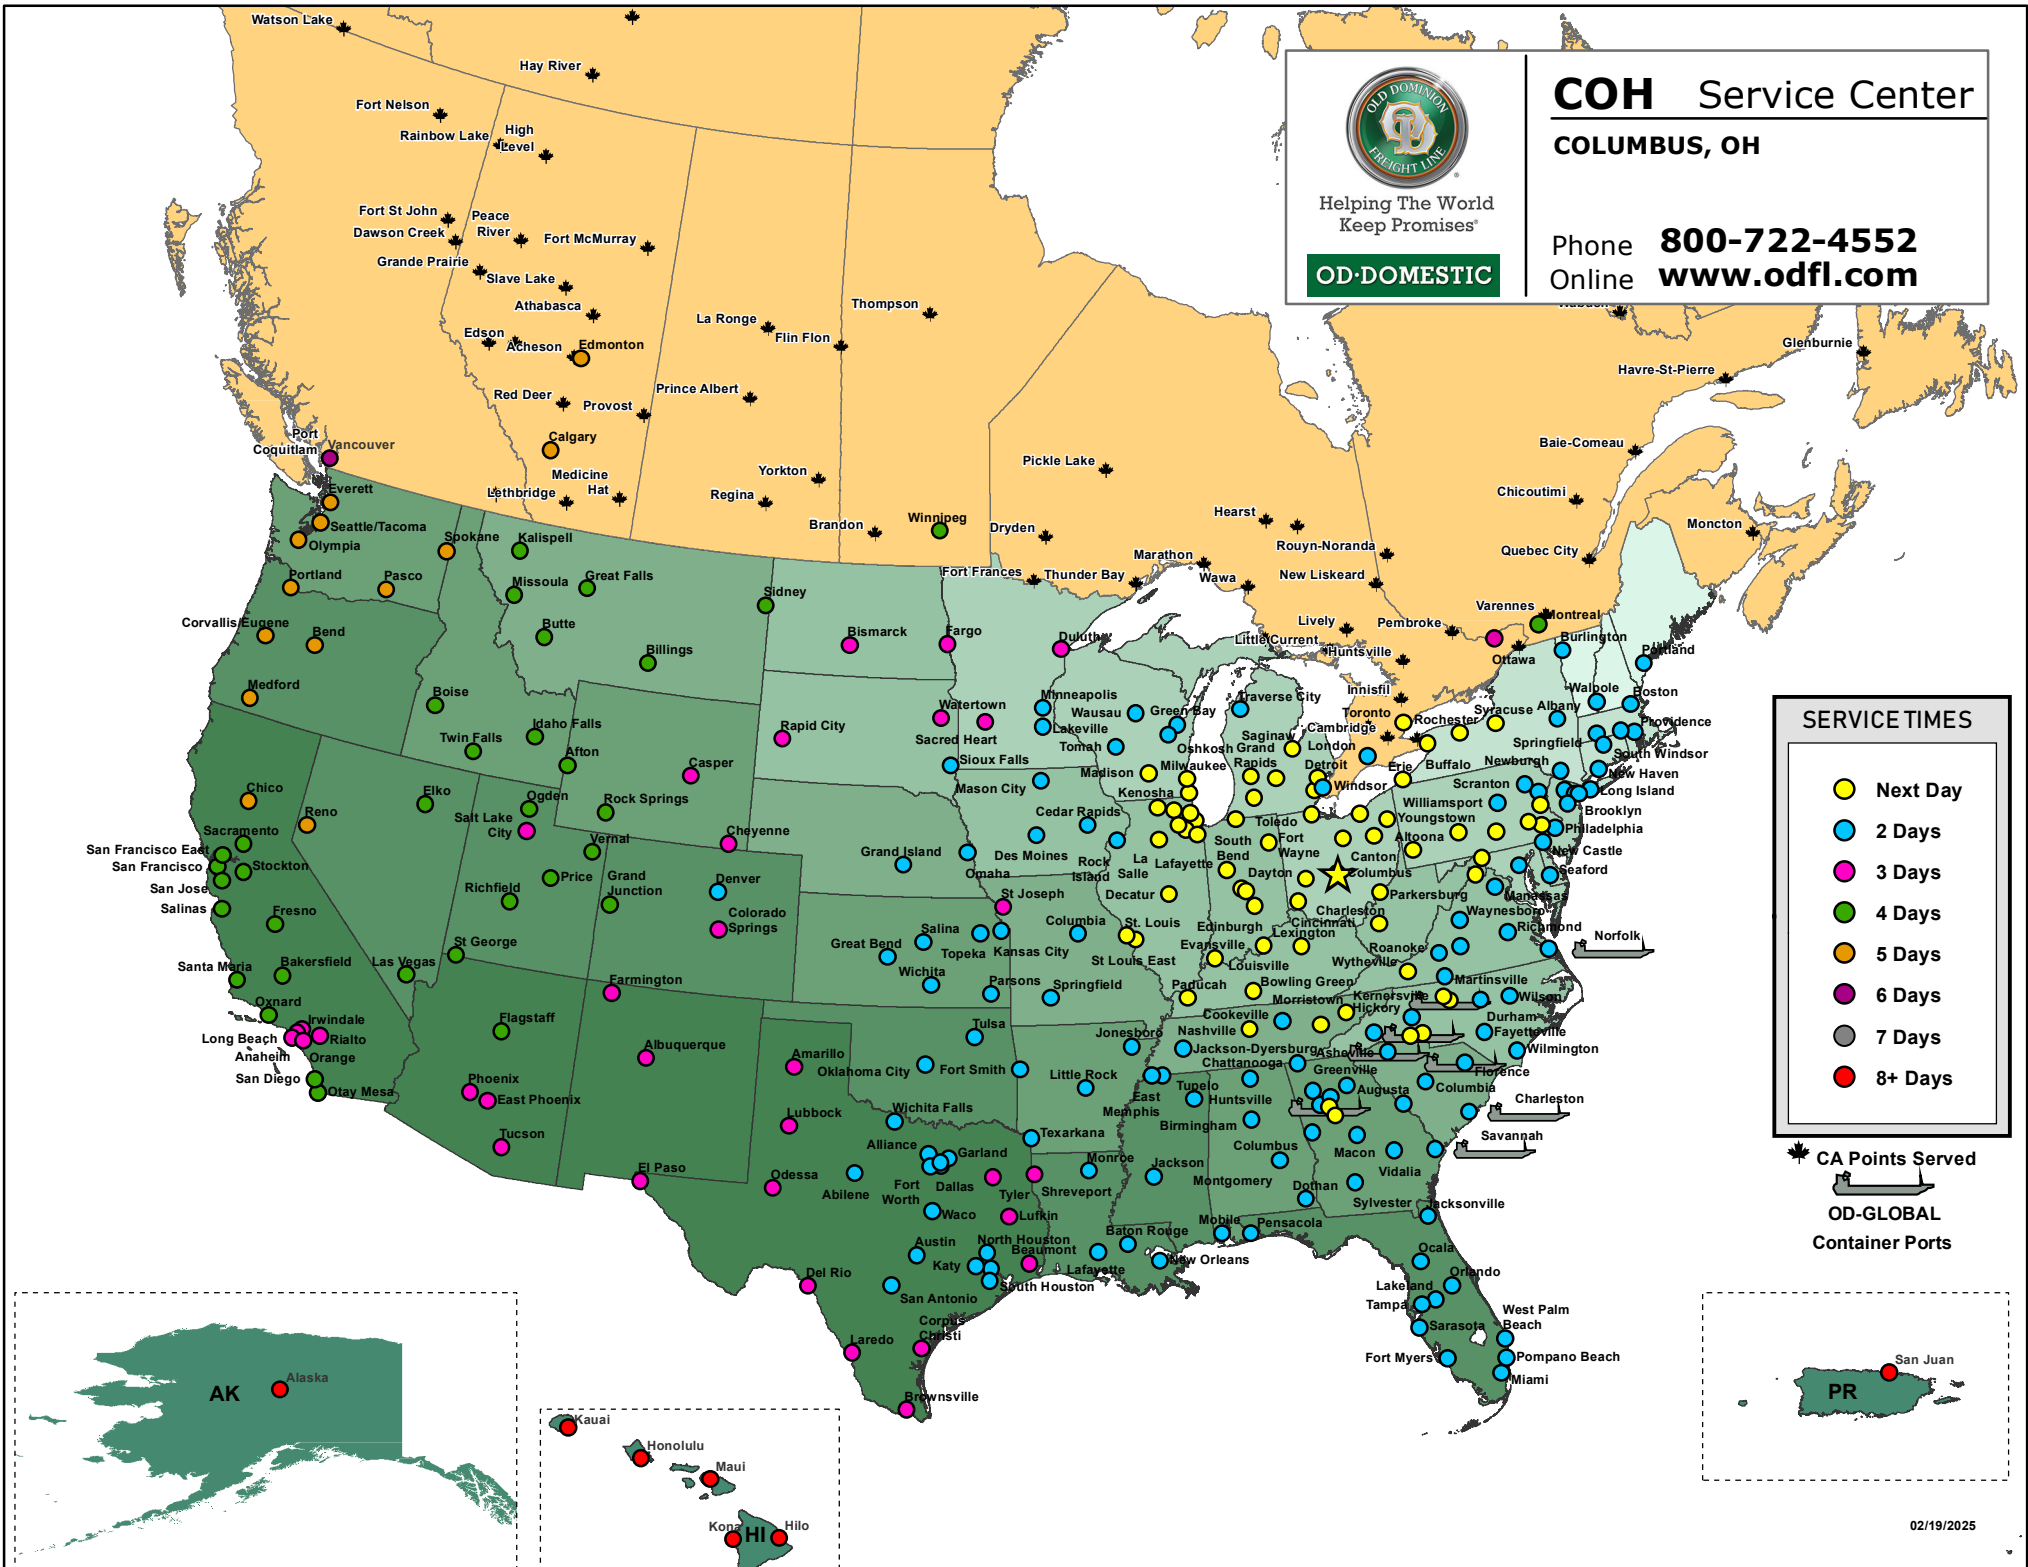 Watson Lake
Hay River
Fort Nelson
Rainbow Lake
High
Level
Fort St John
Dawson Creek
Peace
River
Fort McMurray
Grande Prairie
Slave Lake
Athabasca
Edson
Acheson
Edmonton
La Ronge
Flin Flon
Thompson
Red Deer
Provost
Prince Albert
Calgary
Port
Coquitlam
Vancouver
Medicine
Hat
Lethbridge
Yorkton
Regina
Brandon
Winnipeg
Pickle Lake
Dryden
Fort Frances
Thunder Bay
Marathon
Wawa
Hearst
Rouyn-Noranda
New Liskeard
Lively
Little Current
Huntsville
Pembroke
Varennes
Montreal
Ottawa
Innisfil
Toronto
Cambridge
London
Windsor
Glenburnie
Havre-St-Pierre
Baie-Comeau
Chicoutimi
Moncton
Quebec City
OLD DOMINION
FREIGHT LINE
Helping The World
Keep Promises®
OD·DOMESTIC
COH Service Center
COLUMBUS, OH
Phone 800-722-4552
Online www.odfl.com
Everett
Seattle/Tacoma
Olympia
Spokane
Portland
Pasco
Corvallis/Eugene
Bend
Medford
Kalispell
Missoula
Great Falls
Butte
Billings
Sidney
Boise
Idaho Falls
Twin Falls
Afton
Casper
Rock Springs
Cheyenne
Chico
Reno
Elko
Ogden
Salt Lake
City
Vernal
Sacramento
San Francisco East
San Francisco
Stockton
San Jose
Salinas
Fresno
Richfield
Price
Grand
Junction
Denver
Colorado
Springs
St George
Las Vegas
Bakersfield
Santa Maria
Oxnard
Irwindale
Long Beach
Rialto
Anaheim
Orange
San Diego
Otay Mesa
Flagstaff
Farmington
Albuquerque
Phoenix
East Phoenix
Tucson
El Paso
Bismarck
Fargo
Duluth
Watertown
Rapid City
Sacred Heart
Minneapolis
Lakeville
Wausau
Green Bay
Tomah
Oshkosh
Sioux Falls
Mason City
Madison
Milwaukee
Kenosha
Cedar Rapids
Des Moines
Rock
Island
La
Salle
Grand Island
Omaha
St Joseph
Columbia
St. Louis
St Louis East
Decatur
Salina
Great Bend
Topeka
Kansas City
Wichita
Parsons
Springfield
Tulsa
Oklahoma City
Fort Smith
Little Rock
Jonesboro
Amarillo
Lubbock
Wichita Falls
Alliance
Garland
Fort
Worth
Dallas
Odessa
Abilene
Waco
Tyler
Lufkin
Texarkana
Shreveport
Monroe
Austin
North Houston
Beaumont
Katy
South Houston
San Antonio
Del Rio
Laredo
Corpus
Christi
Brownsville
Lafayette
Baton Rouge
New Orleans
Jackson
Mobile
Pensacola
Traverse City
Saginaw
Grand
Rapids
Detroit
Toledo
South
Bend
Fort
Wayne
Lafayette
Dayton
Canton
Columbus
Cincinnati
Edinburgh
Evansville
Louisville
Lexington
Charleston
Parkersburg
Paducah
Bowling Green
Nashville
Cookeville
Morristown
Jackson-Dyersburg
Chattanooga
East
Memphis
Tupelo
Huntsville
Birmingham
Columbus
Montgomery
Dothan
Macon
Vidalia
Sylvester
Augusta
Greenville
Asheville
Hickory
Kernersville
Wytheville
Roanoke
Martinsville
Wilson
Durham
Fayetteville
Wilmington
Florence
Columbia
Charleston
Savannah
Norfolk
Jacksonville
Ocala
Orlando
Lakeland
Tampa
Sarasota
West Palm
Beach
Fort Myers
Pompano Beach
Miami
Burlington
Portland
Walpole
Boston
Albany
Syracuse
Rochester
Providence
Springfield
South Windsor
Newburgh
New Haven
Long Island
Brooklyn
Scranton
Buffalo
Erie
Williamsport
Youngstown
Altoona
Philadelphia
New Castle
Seaford
Manassas
Waynesboro
Richmond
SERVICE TIMES
Next Day
2 Days
3 Days
4 Days
5 Days
6 Days
7 Days
8+ Days
CA Points Served
OD-GLOBAL
Container Ports
AK
Alaska
Kauai
Honolulu
Maui
Kona
HI
Hilo
San Juan
PR
02/19/2025